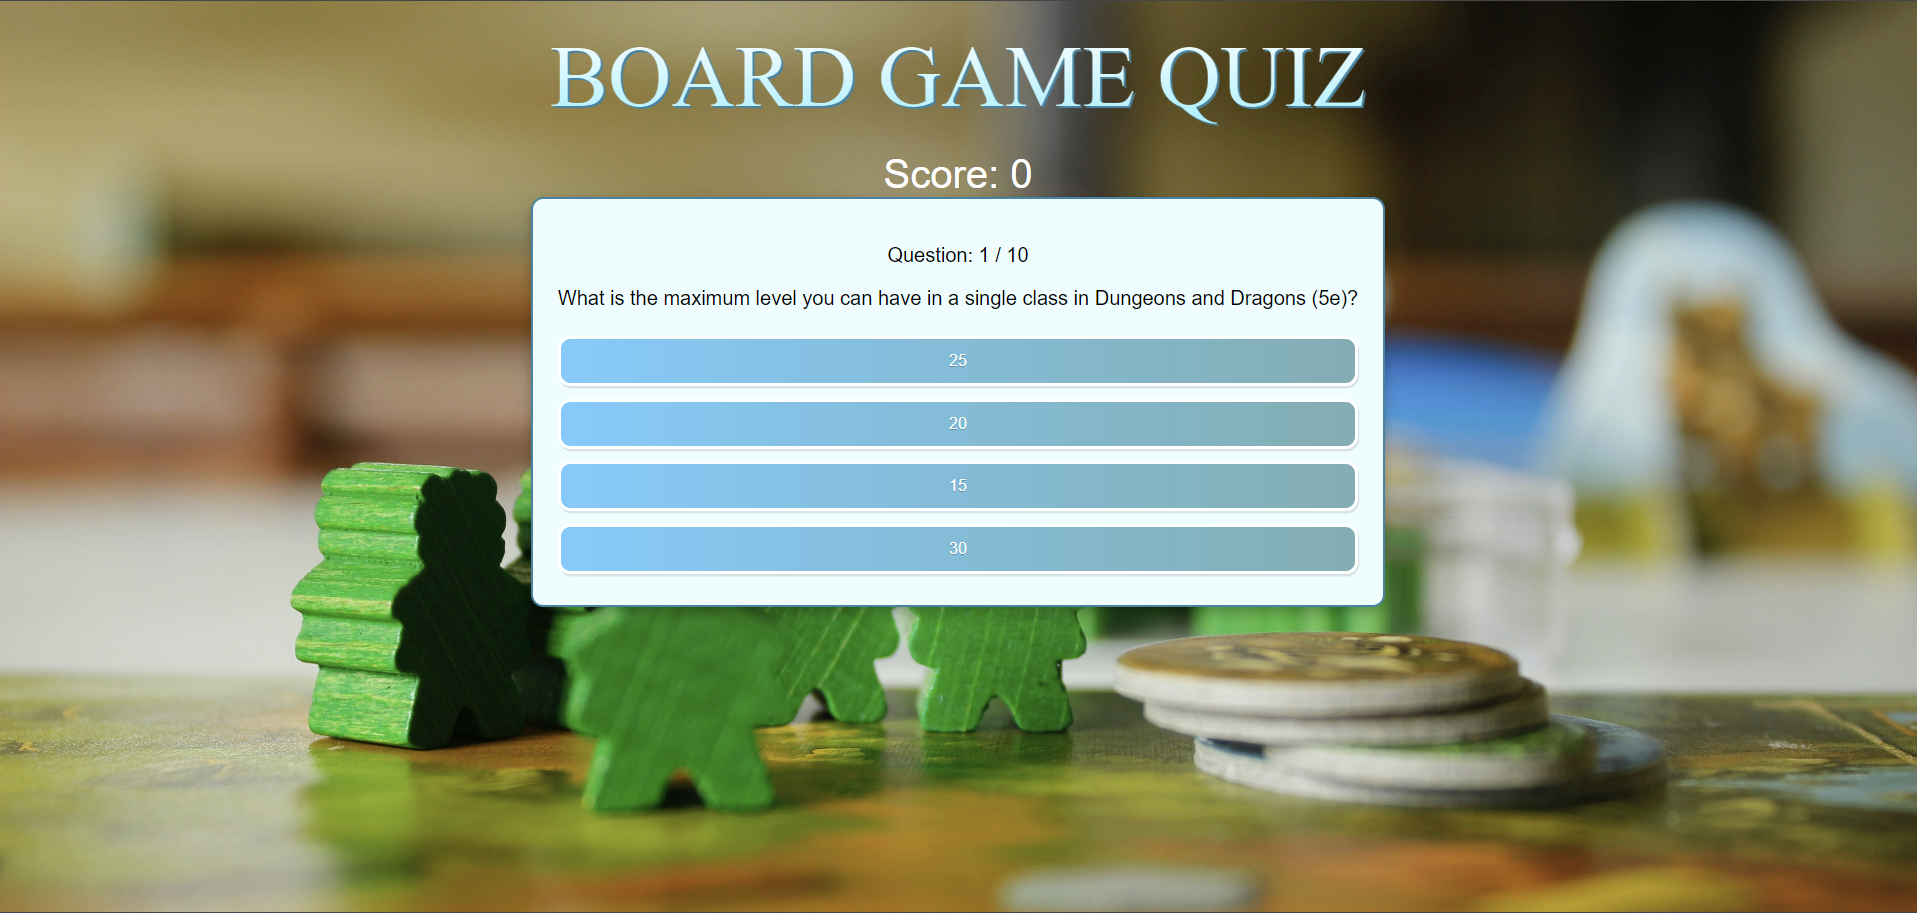 BOARD GAME QUIZ
Score: 0
Question: 1 / 10
What is the maximum level you can have in a single class in Dungeons and Dragons (5e)?
25
20
15
30